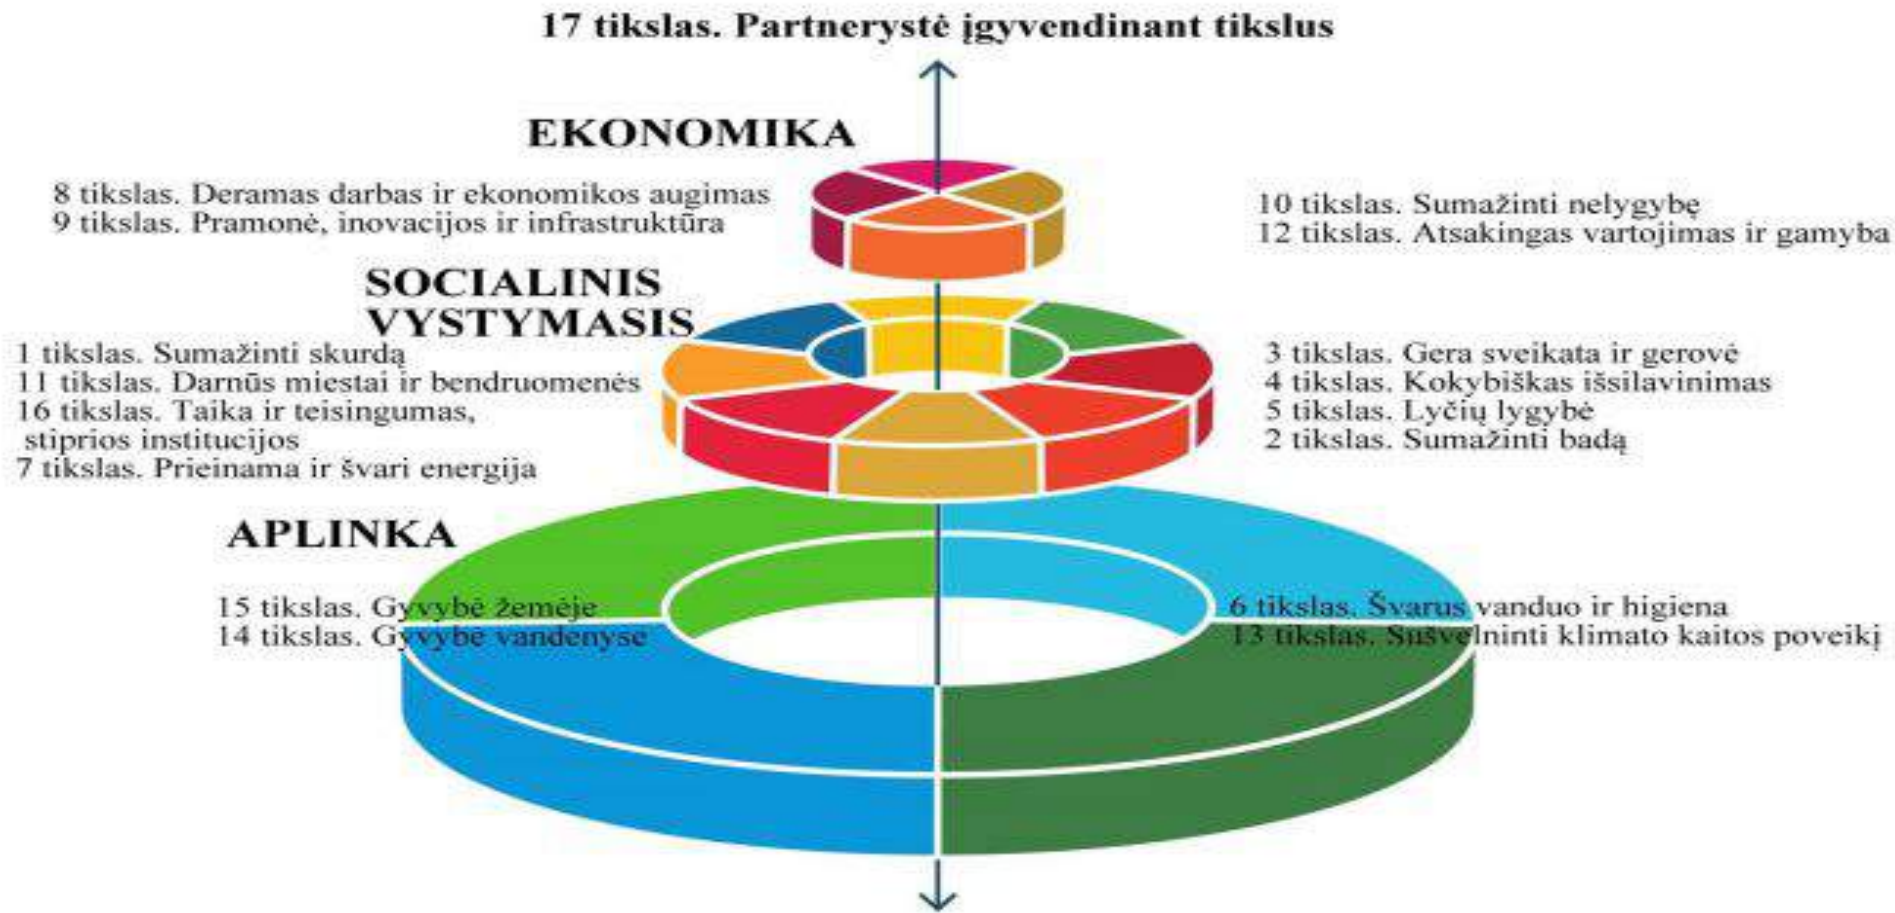 17 tikslas. Partnerystė įgyvendinant tikslus
EKONOMIKA
8 tikslas. Deramas darbas ir ekonomikos augimas
9 tikslas. Pramonė, inovacijos ir infrastruktūra
10 tikslas. Sumažinti nelygybę
12 tikslas. Atsakingas vartojimas ir gamyba
SOCIALINIS
VYSTYMASIS
1 tikslas. Sumažinti skurdą
11 tikslas. Darnūs miestai ir bendruomenės
16 tikslas. Taika ir teisingumas,
stiprios institucijos
7 tikslas. Prieinama ir švari energija
3 tikslas. Gera sveikata ir gerovė
4 tikslas. Kokybiškas išsilavinimas
5 tikslas. Lyčių lygybė
2 tikslas. Sumažinti badą
APLINKA
15 tikslas. Gyvybė žemėje
14 tikslas. Gyvybė vandenyse
6 tikslas. Švarus vanduo ir higiena
13 tikslas. Sušvelninti klimato kaitos poveikį